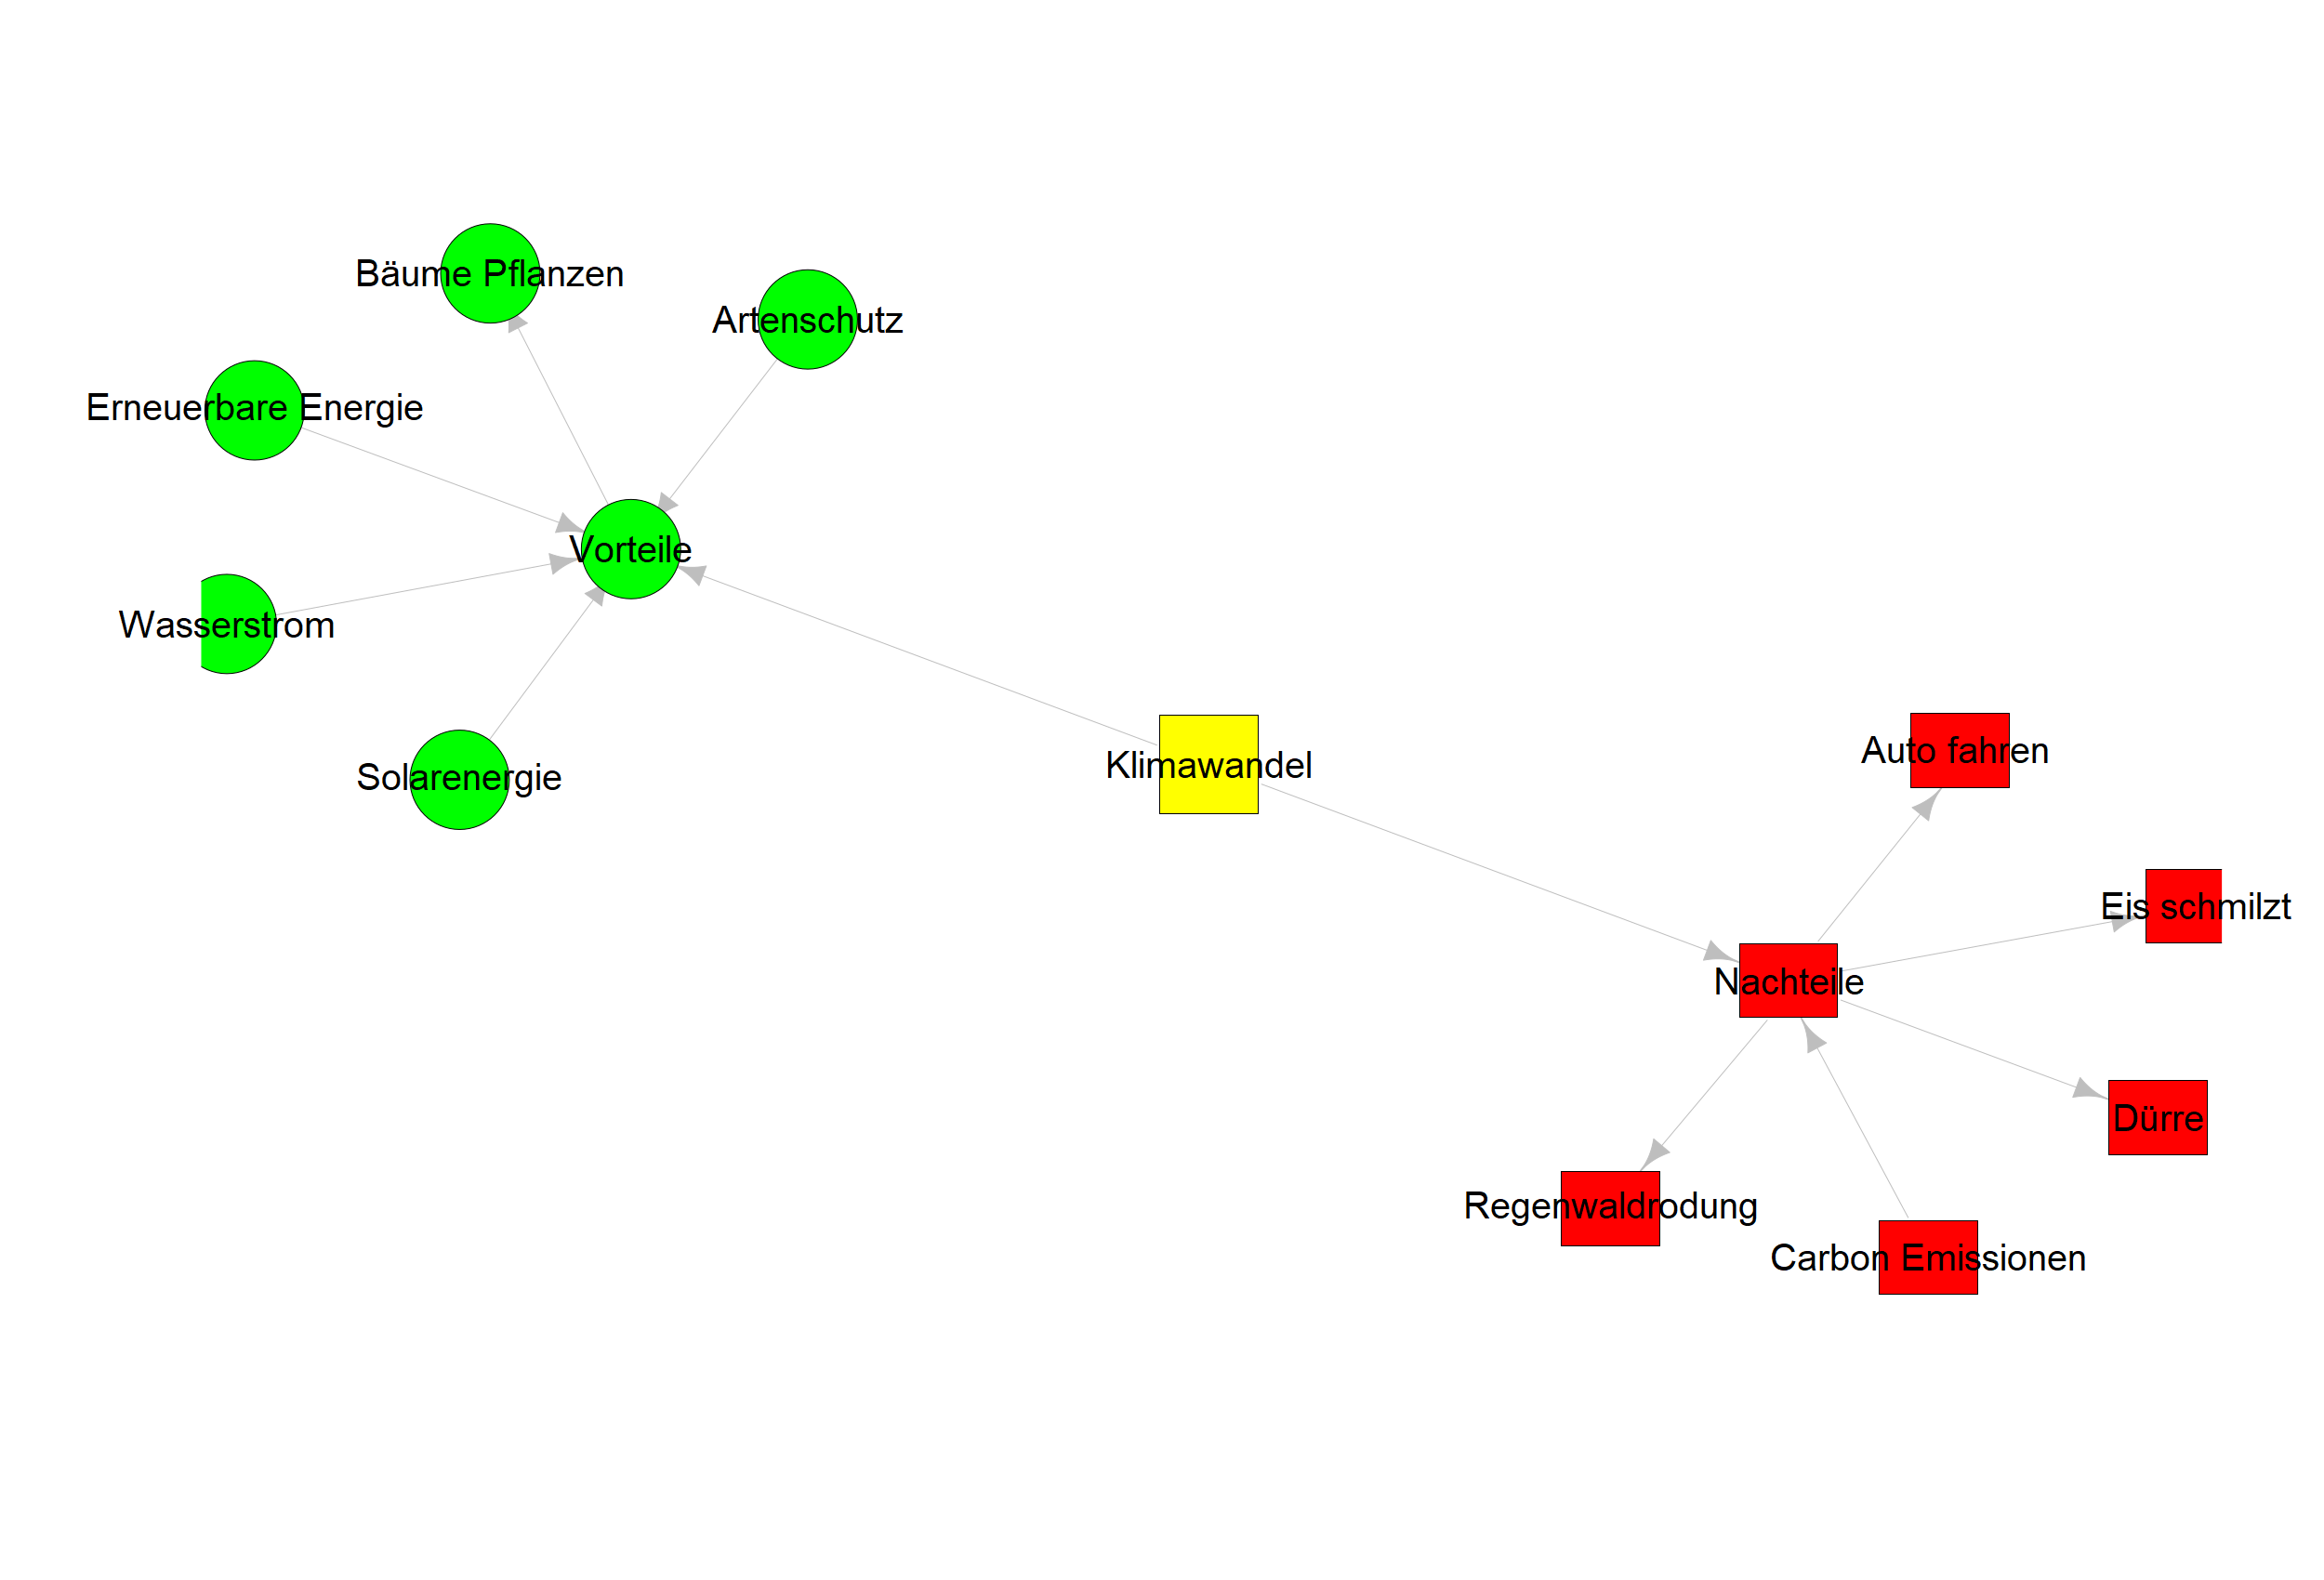 Bäume Pflanzen
Artenschutz
Erneuerbare Energie
Vorteile
Wasserstrom
Solarenergie
Klimawandel
Auto fahren
Eis schmilzt
Nachteile
Dürre
Regenwaldrodung
Carbon Emissionen